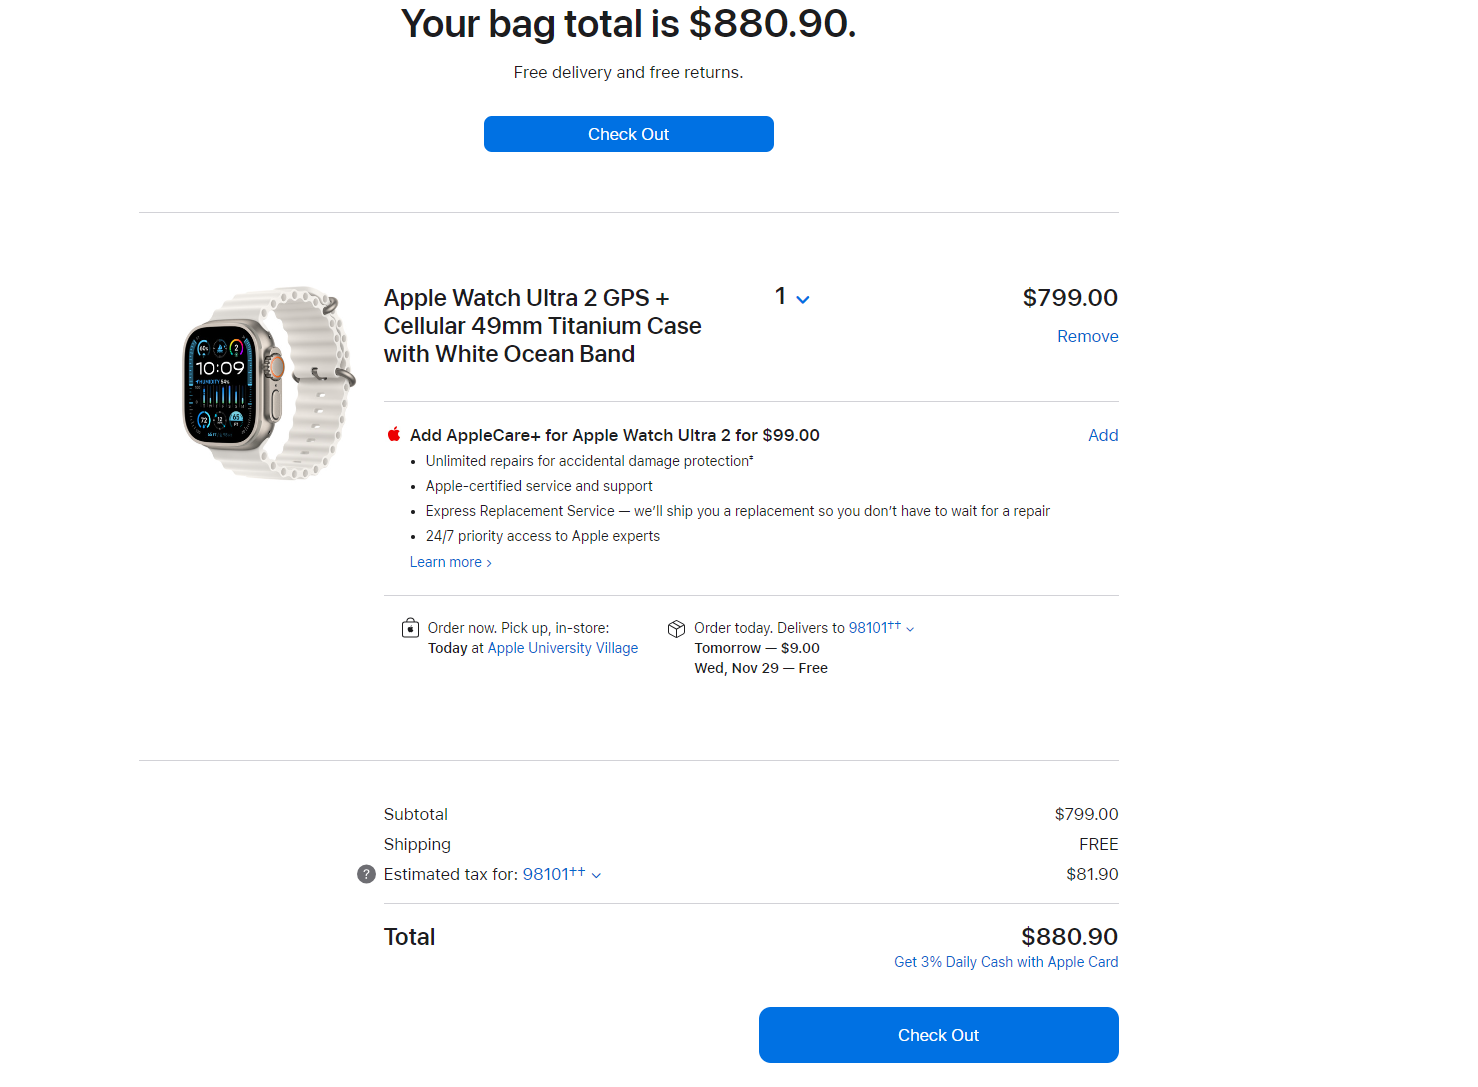 Your bag total is $880.90.
Free delivery and free returns.
Check Out
Apple Watch Ultra 2 GPS +
Cellular 49mm Titanium Case
with White Ocean Band
1
$799.00
Remove
10:09
Add AppleCare+ for Apple Watch Ultra 2 for $99.00
Add
• Unlimited repairs for accidental damage protection‡
• Apple-certified service and support
• Express Replacement Service — we’ll ship you a replacement so you don’t have to wait for a repair
• 24/7 priority access to Apple experts
Learn more >
Order now. Pick up, in-store:
Today at Apple University Village
Order today. Delivers to 98101††
Tomorrow — $9.00
Wed, Nov 29 — Free
Subtotal $799.00
Shipping FREE
? Estimated tax for: 98101†† $81.90
Total $880.90
Get 3% Daily Cash with Apple Card
Check Out